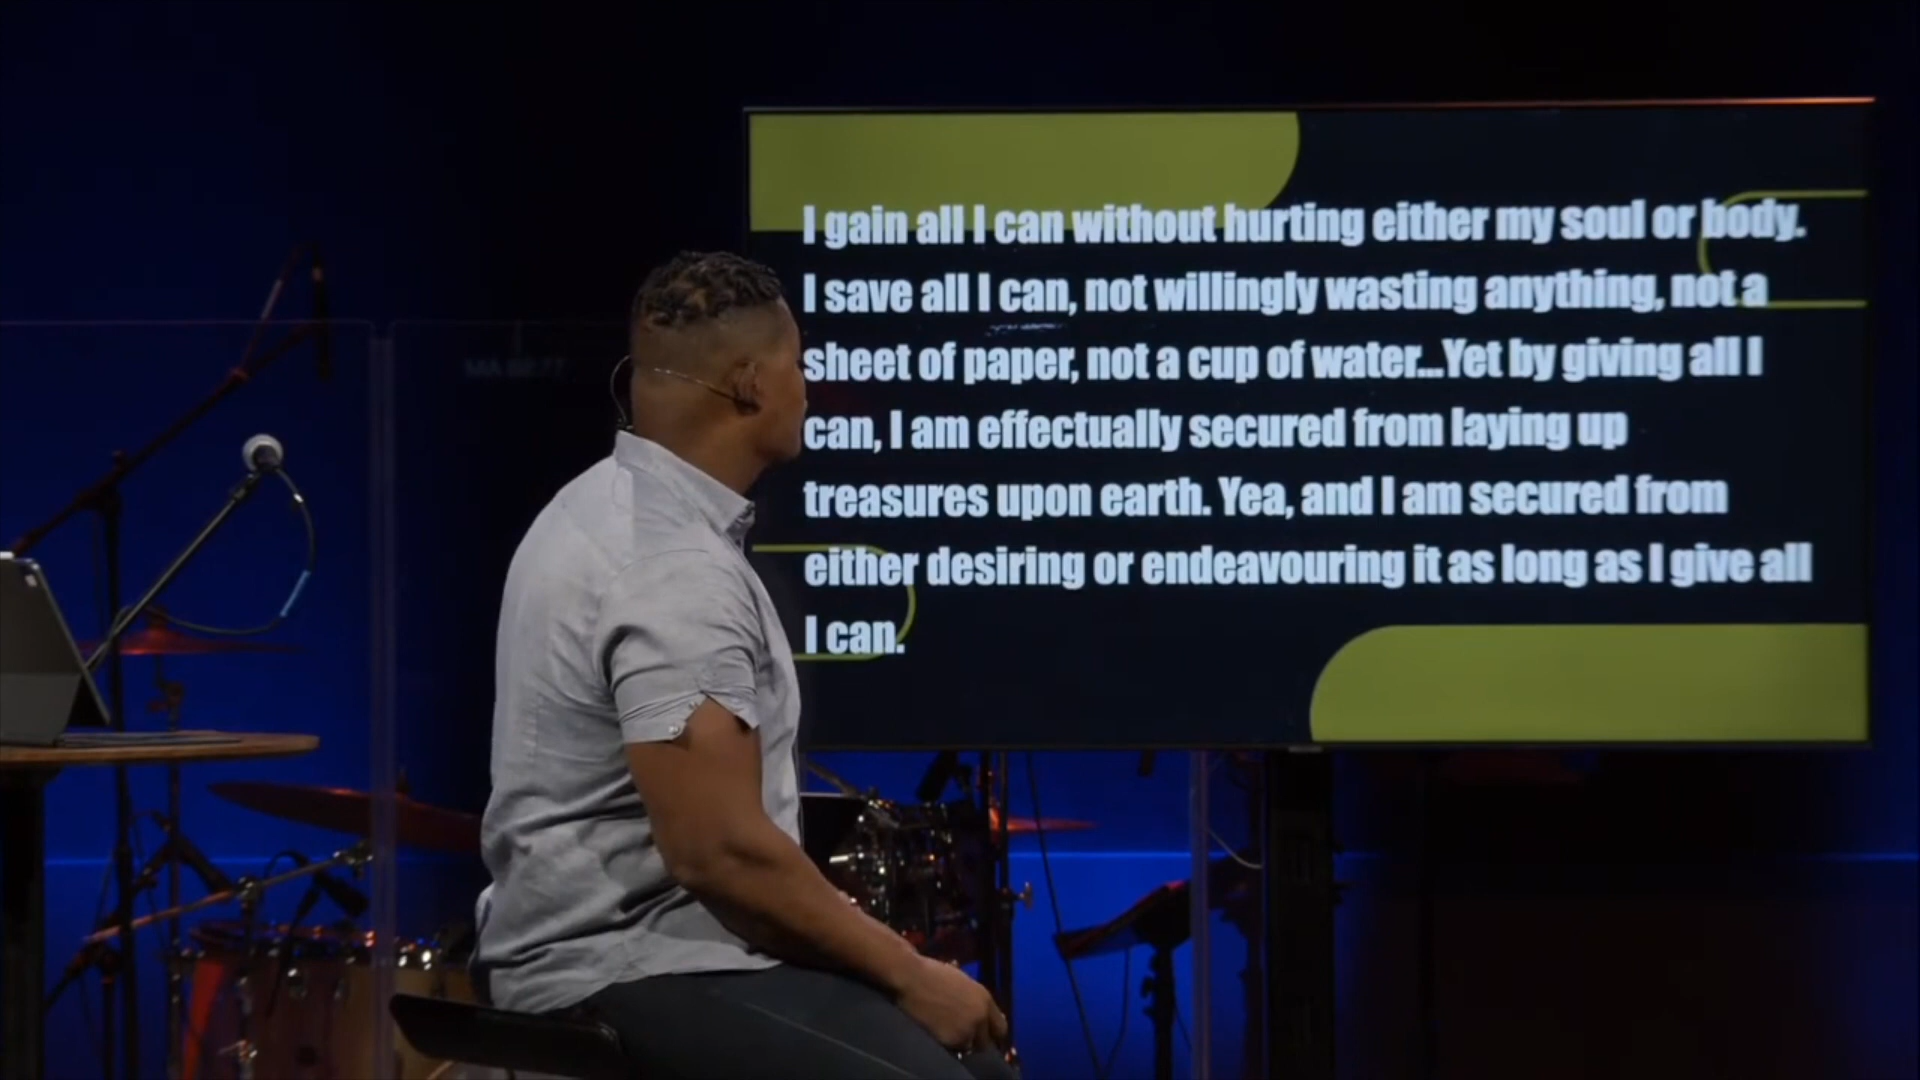 I gain all I can without hurting either my soul or body.
I save all I can, not willingly wasting anything, not a
sheet of paper, not a cup of water...Yet by giving all I
can, I am effectually secured from laying up
treasures upon earth. Yea, and I am secured from
either desiring or endeavouring it as long as I give all
I can.